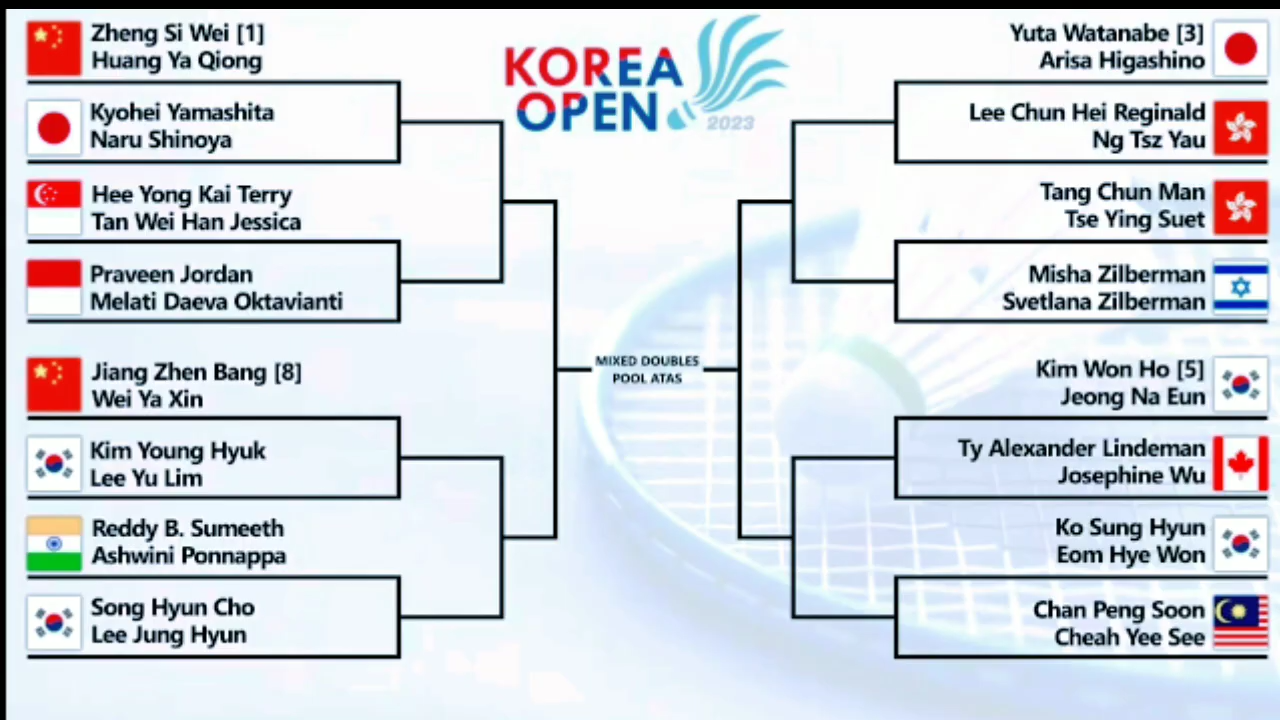 Zheng Si Wei [1]
Huang Ya Qiong
Kyohei Yamashita
Naru Shinoya
Hee Yong Kai Terry
Tan Wei Han Jessica
Praveen Jordan
Melati Daeva Oktavianti
Jiang Zhen Bang [8]
Wei Ya Xin
Kim Young Hyuk
Lee Yu Lim
Reddy B. Sumeeth
Ashwini Ponnappa
Song Hyun Cho
Lee Jung Hyun
KOREA
OPEN
2023
MIXED DOUBLES
POOL ATAS
Yuta Watanabe [3]
Arisa Higashino
Lee Chun Hei Reginald
Ng Tsz Yau
Tang Chun Man
Tse Ying Suet
Misha Zilberman
Svetlana Zilberman
Kim Won Ho [5]
Jeong Na Eun
Ty Alexander Lindeman
Josephine Wu
Ko Sung Hyun
Eom Hye Won
Chan Peng Soon
Cheah Yee See